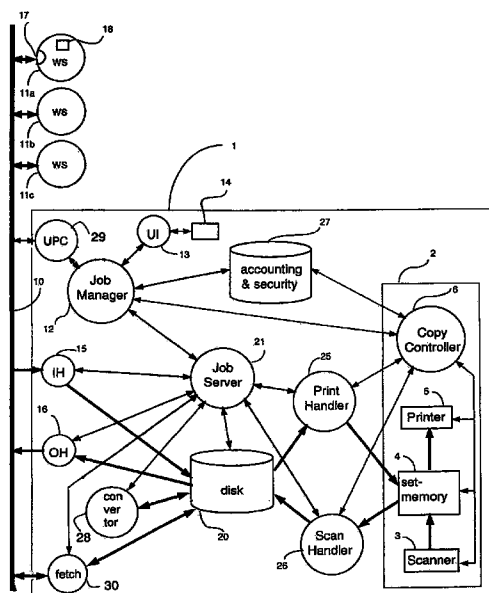 17
18
ws
11a
ws
11b
ws
11c
1
14
29
UPC
UI
13
27
accounting
& security
2
6
10
Job
Manager
12
Copy
Controller
15
IH
21
Job
Server
25
Print
Handler
5
Printer
16
OH
4
set-
memory
disk
con
ver
tor
28
20
Scan
Handler
26
3
Scanner
fetch
30